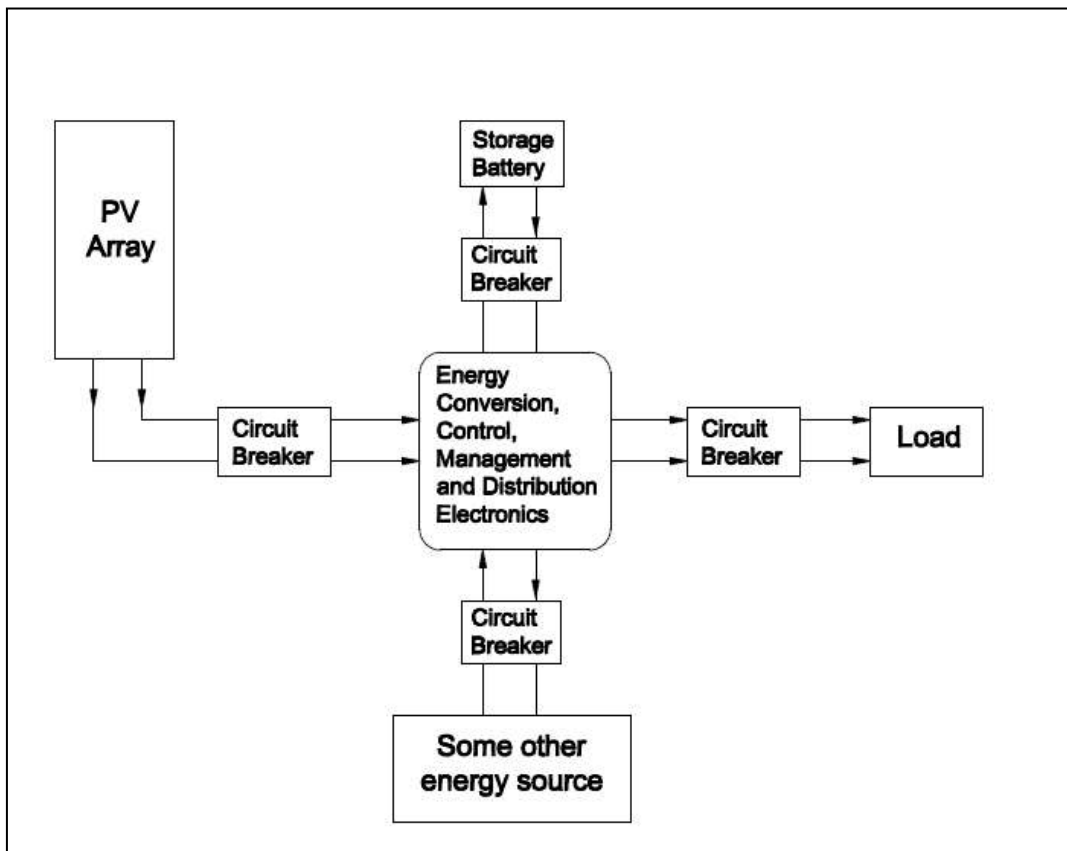 PV
Array
Storage
Battery
Circuit
Breaker
Energy
Conversion,
Control,
Management
and Distribution
Electronics
Circuit
Breaker
Circuit
Breaker
Load
Circuit
Breaker
Some other
energy source